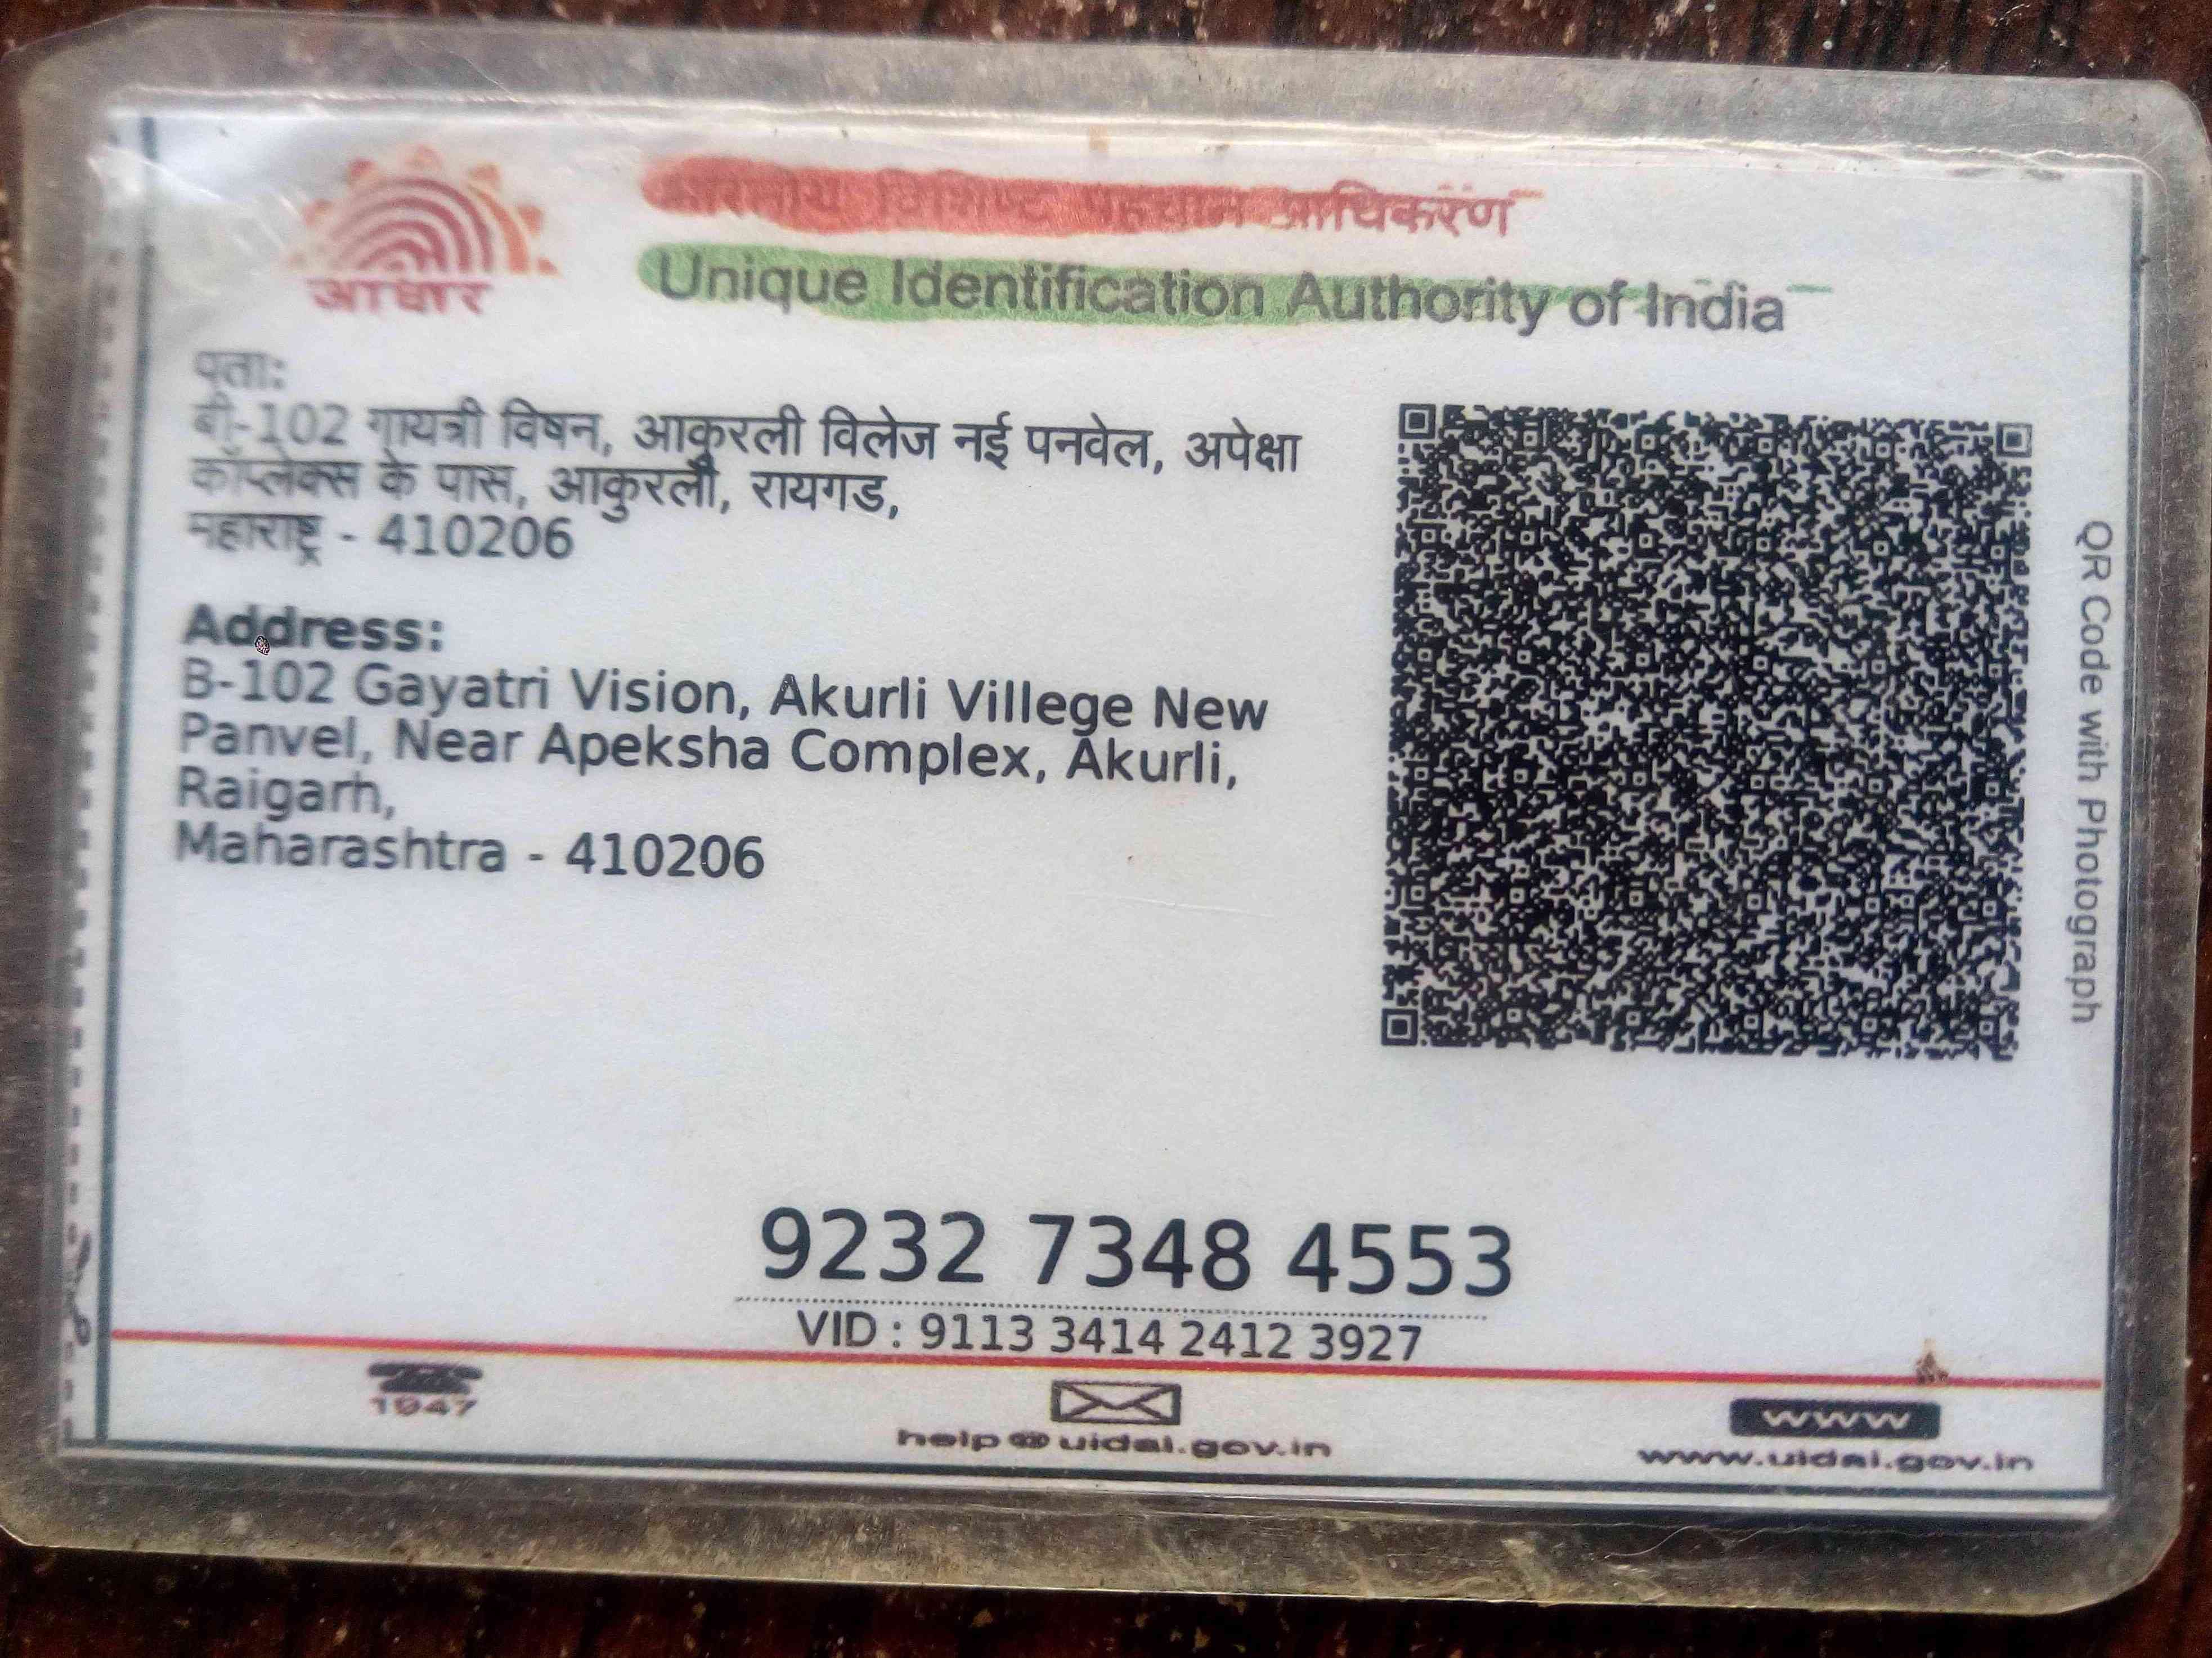 आधार
भारतीय विशिष्ट पहचान प्राधिकरण
Unique Identification Authority of India
पता:
बी-102 गायत्री विषन, आकुरली विलेज नई पनवेल, अपेक्षा
कॉप्लेक्स के पास, आकुरली, रायगड,
महाराष्ट्र - 410206
Address:
B-102 Gayatri Vision, Akurli Villege New
Panvel, Near Apeksha Complex, Akurli,
Raigarh,
Maharashtra - 410206
QR Code with Photograph
9232 7348 4553
VID : 9113 3414 2412 3927
1947
help@uidai.gov.in
www
www.uidai.gov.in